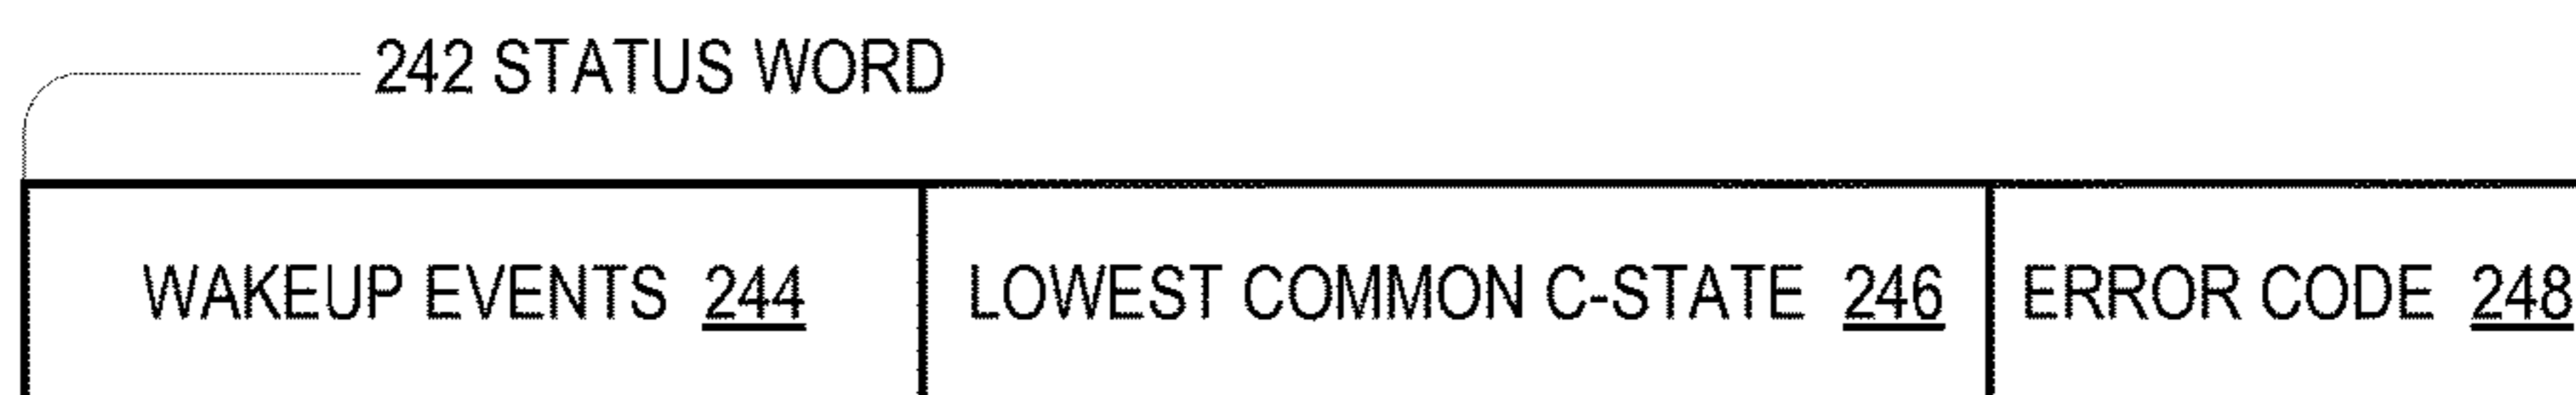 242 STATUS WORD
WAKEUP EVENTS 244 LOWEST COMMON C-STATE 246 ERROR CODE 248